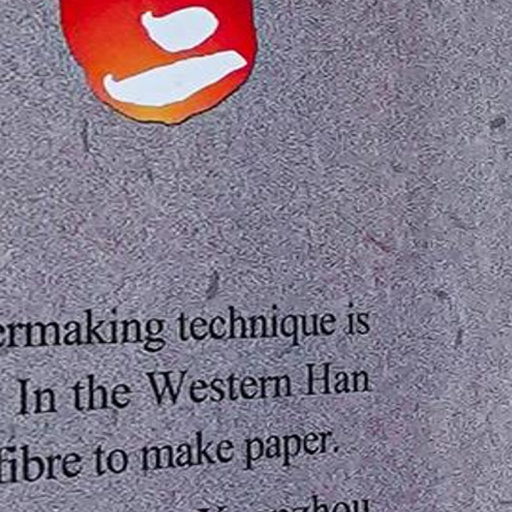 ermaking technique is
In the Western Han
fibre to make paper.